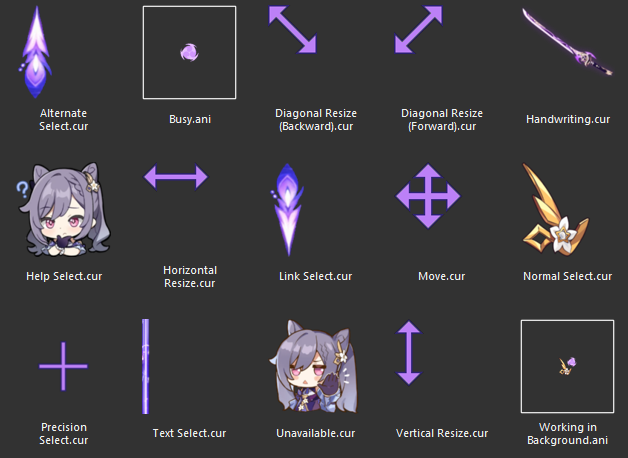 Alternate
Select.cur
Busy.ani
Diagonal Resize
(Backward).cur
Diagonal Resize
(Forward).cur
Handwriting.cur
?
Help Select.cur
Horizontal
Resize.cur
Link Select.cur
Move.cur
Normal Select.cur
Precision
Select.cur
Text Select.cur
Unavailable.cur
Vertical Resize.cur
Working in
Background.ani